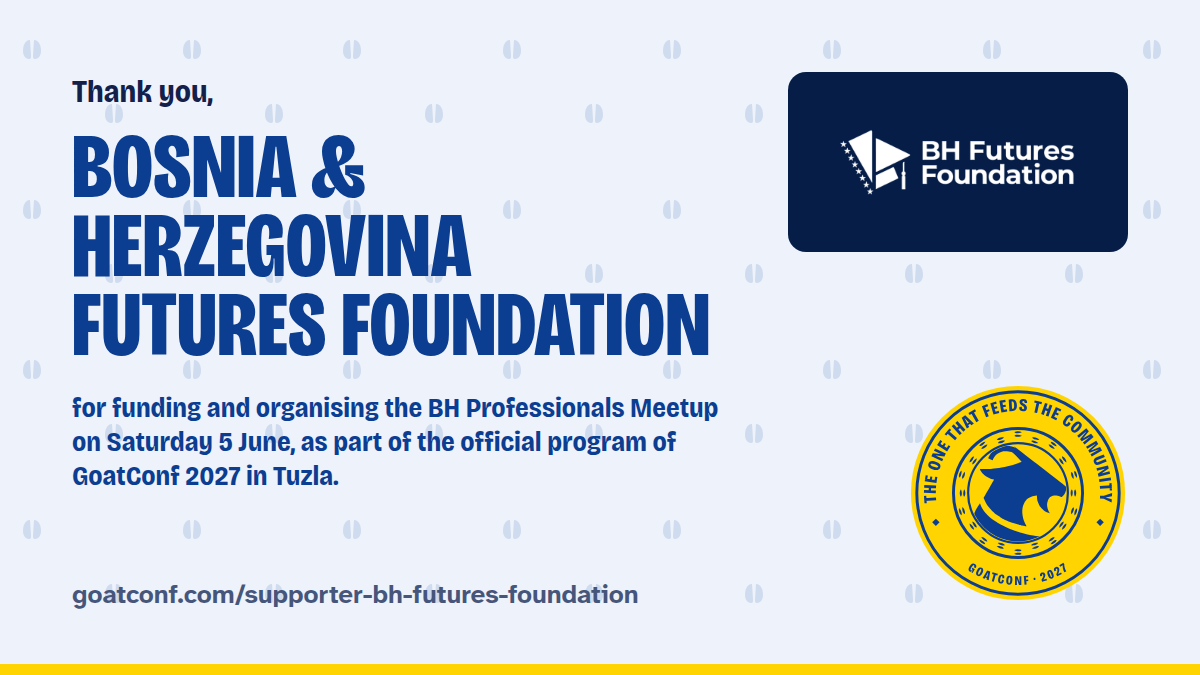 Thank you,
BOSNIA &
HERZEGOVINA
FUTURES FOUNDATION
for funding and organising the BH Professionals Meetup
on Saturday 5 June, as part of the official program of
GoatConf 2027 in Tuzla.
goatconf.com/supporter-bh-futures-foundation
BH Futures
Foundation
THE ONE THAT FEEDS THE COMMUNITY
GOATCONF · 2027